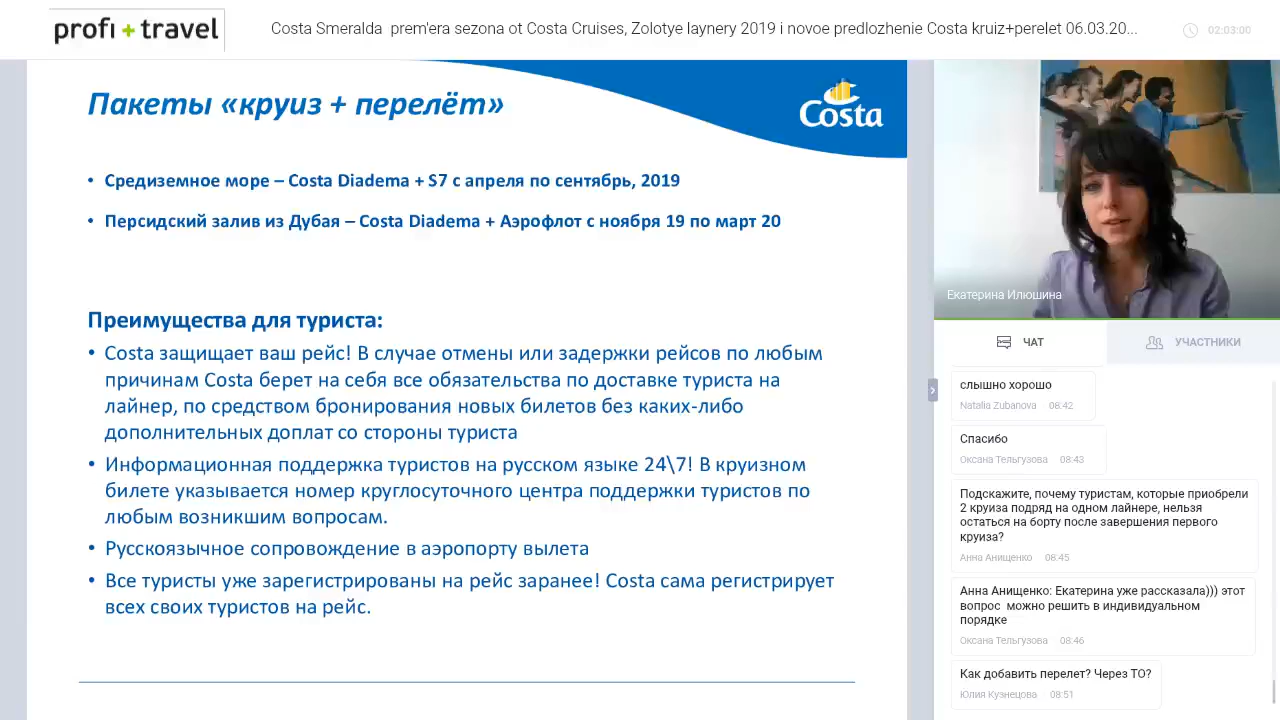 profi + travel
Costa Smeralda prem'era sezona ot Costa Cruises, Zolotye laynery 2019 i novoe predlozhenie Costa kruiz+perelet 06.03.20...
02:03:00
Пакеты «круиз + перелёт»
Costa
• Средиземное море – Costa Diadema + S7 с апреля по сентябрь, 2019
• Персидский залив из Дубая – Costa Diadema + Аэрофлот с ноября 19 по март 20
Преимущества для туриста:
• Costa защищает ваш рейс! В случае отмены или задержки рейсов по любым
причинам Costa берет на себя все обязательства по доставке туриста на
лайнер, по средством бронирования новых билетов без каких-либо
дополнительных доплат со стороны туриста
• Информационная поддержка туристов на русском языке 24\7! В круизном
билете указывается номер круглосуточного центра поддержки туристов по
любым возникшим вопросам.
• Русскоязычное сопровождение в аэропорту вылета
• Все туристы уже зарегистрированы на рейс заранее! Costa сама регистрирует
всех своих туристов на рейс.
Екатерина Илюшина
ЧАТ
УЧАСТНИКИ
слышно хорошо
Natalia Zubanova 08:42
Спасибо
Оксана Тельгузова 08:43
Подскажите, почему туристам, которые приобрели
2 круиза подряд на одном лайнере, нельзя
остаться на борту после завершения первого
круиза?
Анна Анищенко 08:45
Анна Анищенко: Екатерина уже рассказала))) этот
вопрос можно решить в индивидуальном
порядке
Оксана Тельгузова 08:46
Как добавить перелет? Через ТО?
Юлия Кузнецова 08:51